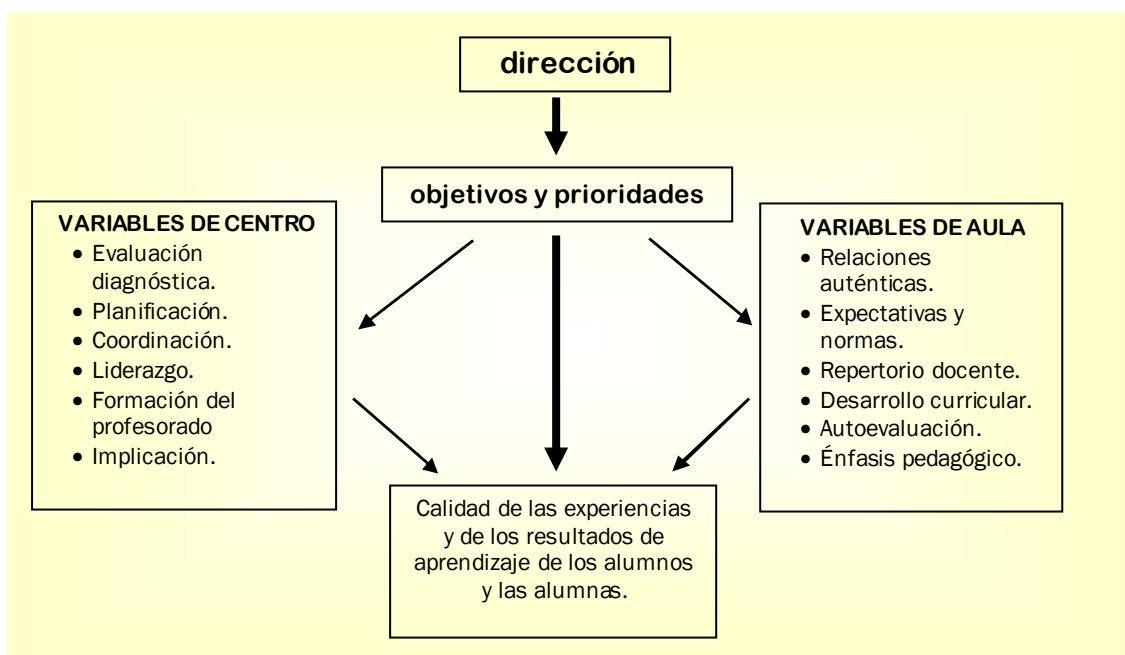 dirección
objetivos y prioridades
VARIABLES DE CENTRO
• Evaluación
diagnóstica.
• Planificación.
• Coordinación.
• Liderazgo.
• Formación del
profesorado
• Implicación.
VARIABLES DE AULA
• Relaciones
auténticas.
• Expectativas y
normas.
• Repertorio docente.
• Desarrollo curricular.
• Autoevaluación.
• Énfasis pedagógico.
Calidad de las experiencias
y de los resultados de
aprendizaje de los alumnos
y las alumnas.